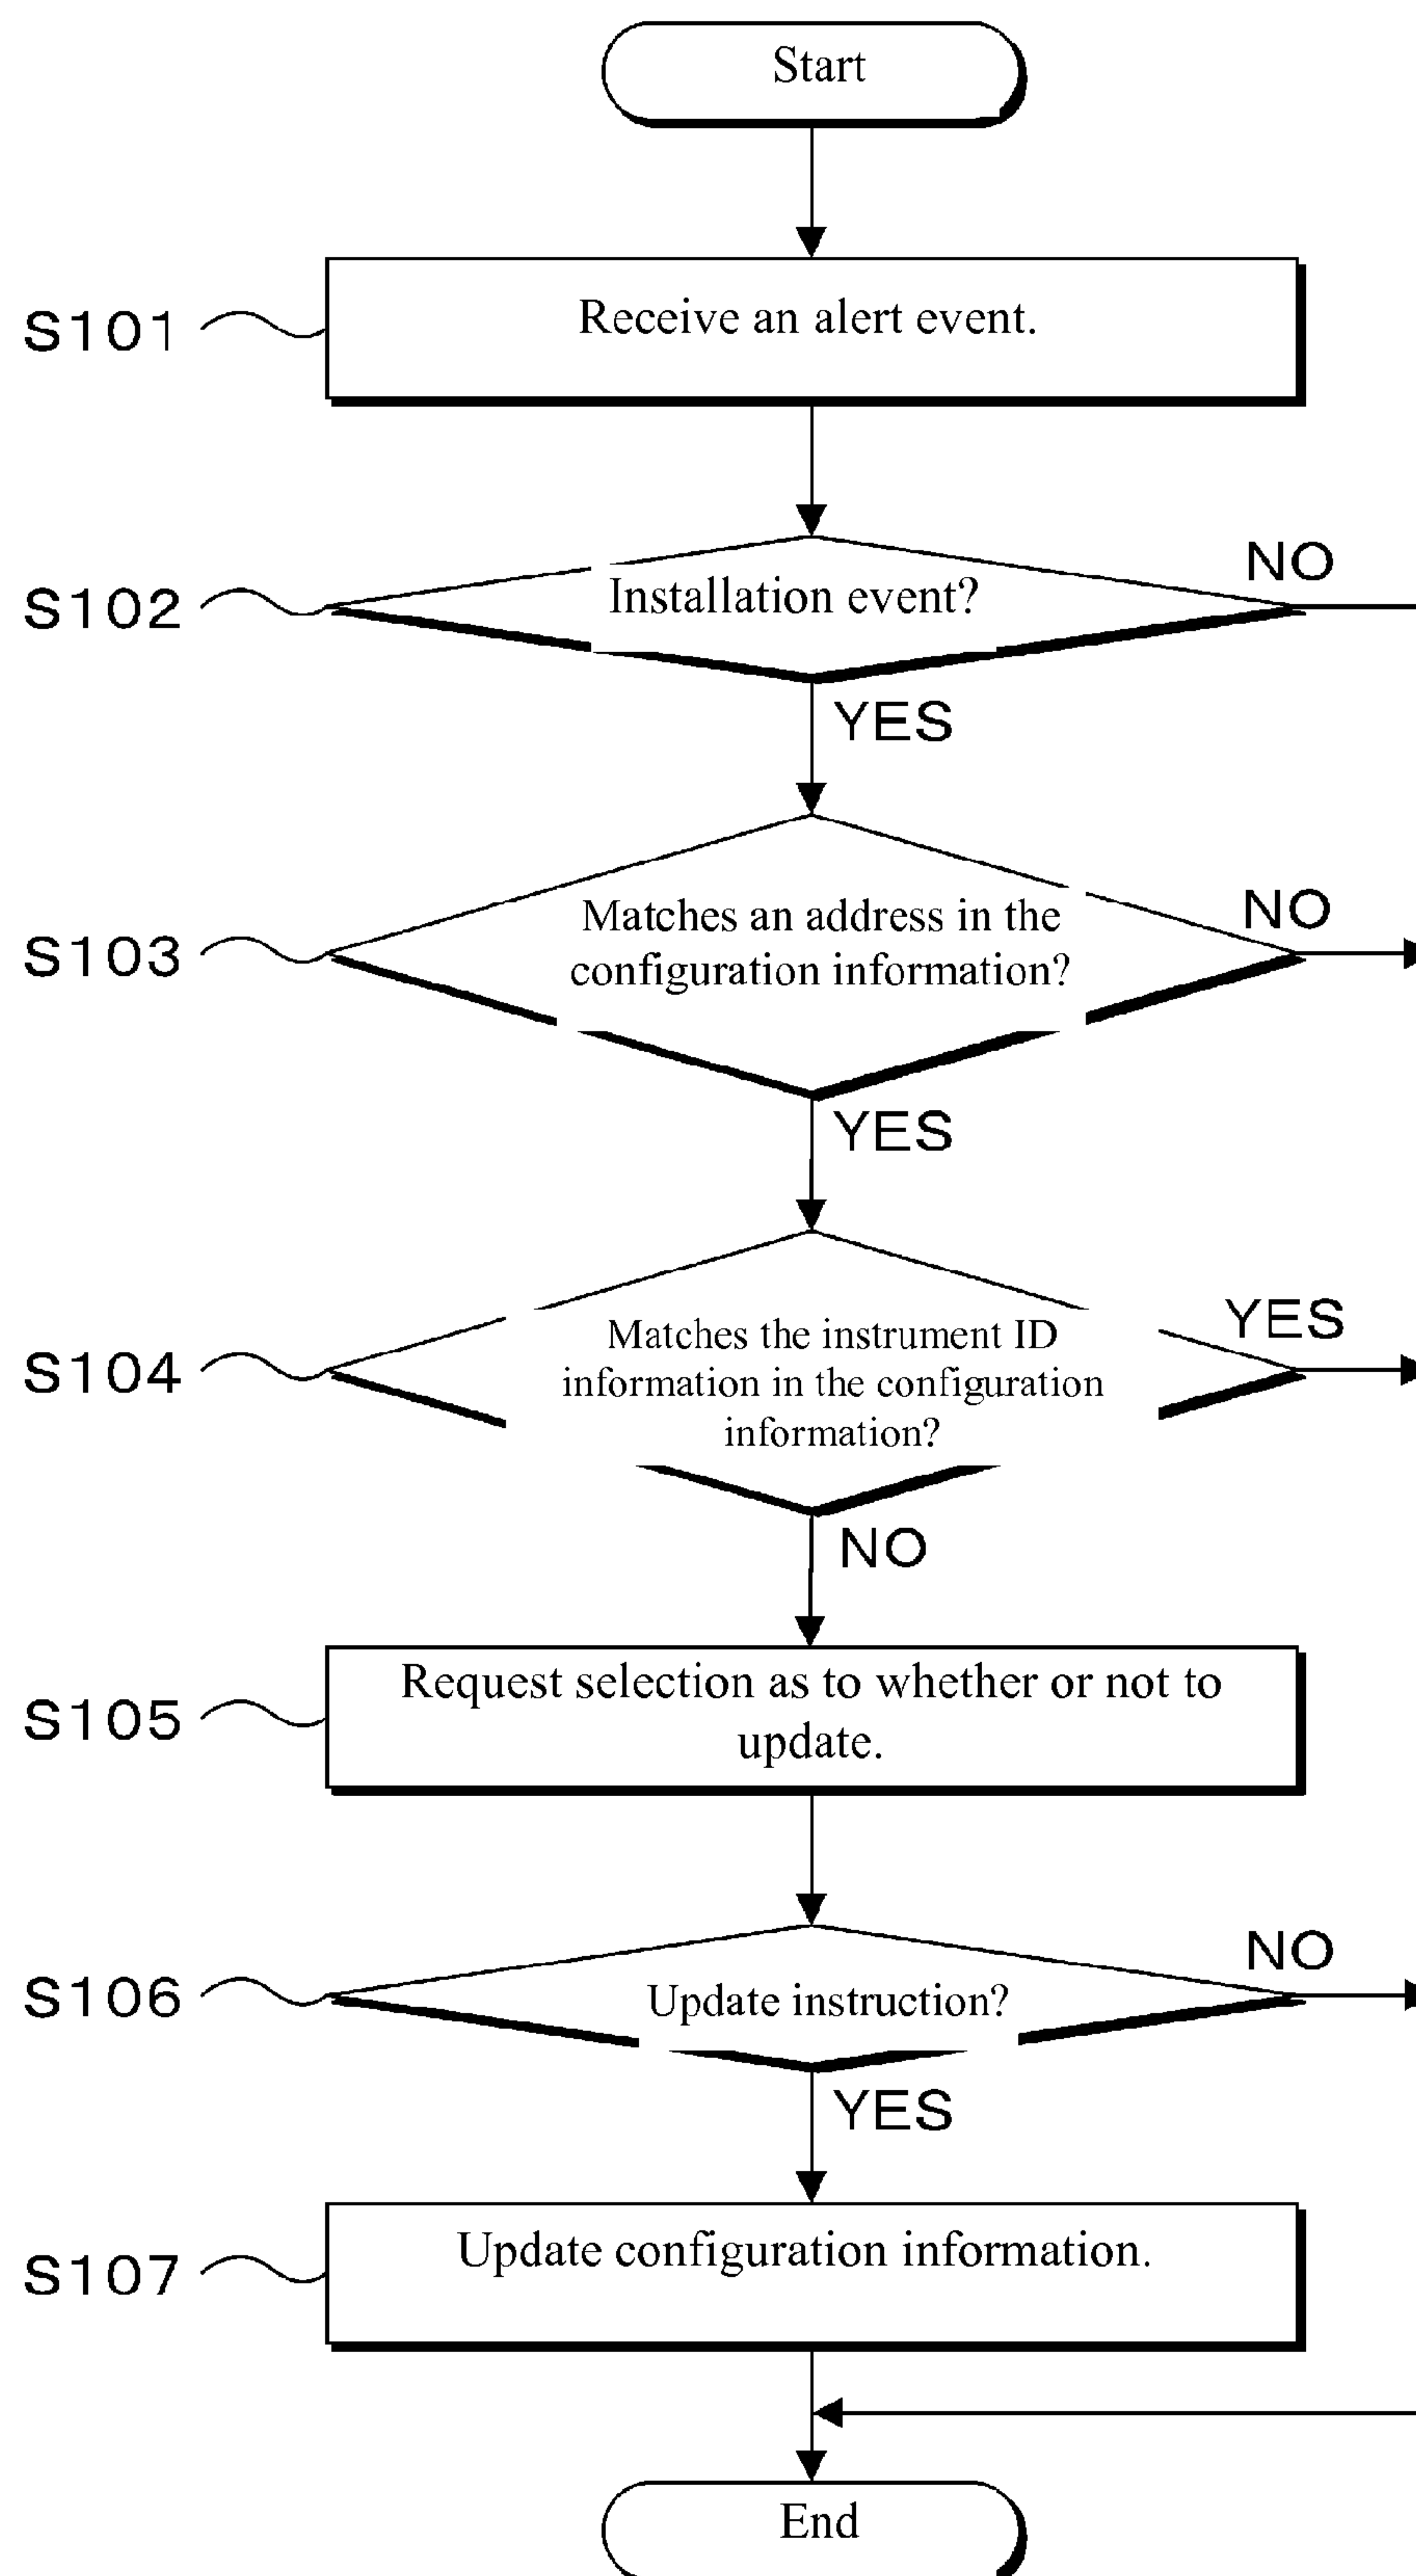 Start
S101
Receive an alert event.
S102
Installation event?
NO
YES
S103
Matches an address in the
configuration information?
NO
YES
S104
Matches the instrument ID
information in the configuration
information?
YES
NO
S105
Request selection as to whether or not to
update.
S106
Update instruction?
NO
YES
S107
Update configuration information.
End